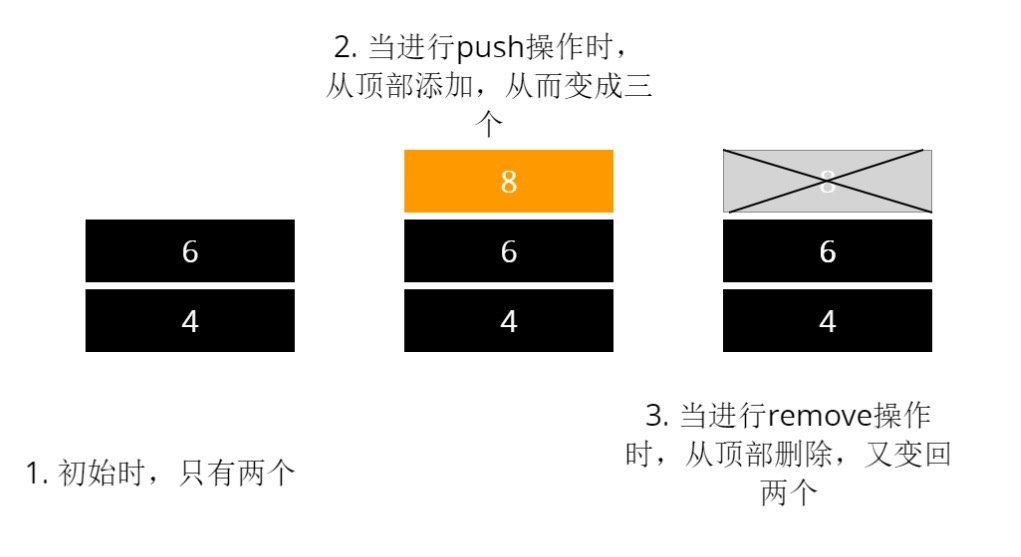 2. 当进行push操作时，
从顶部添加，从而变成三
个
8
8
6
6
6
4
4
4
3. 当进行remove操作
时，从顶部删除，又变回
两个
1. 初始时，只有两个